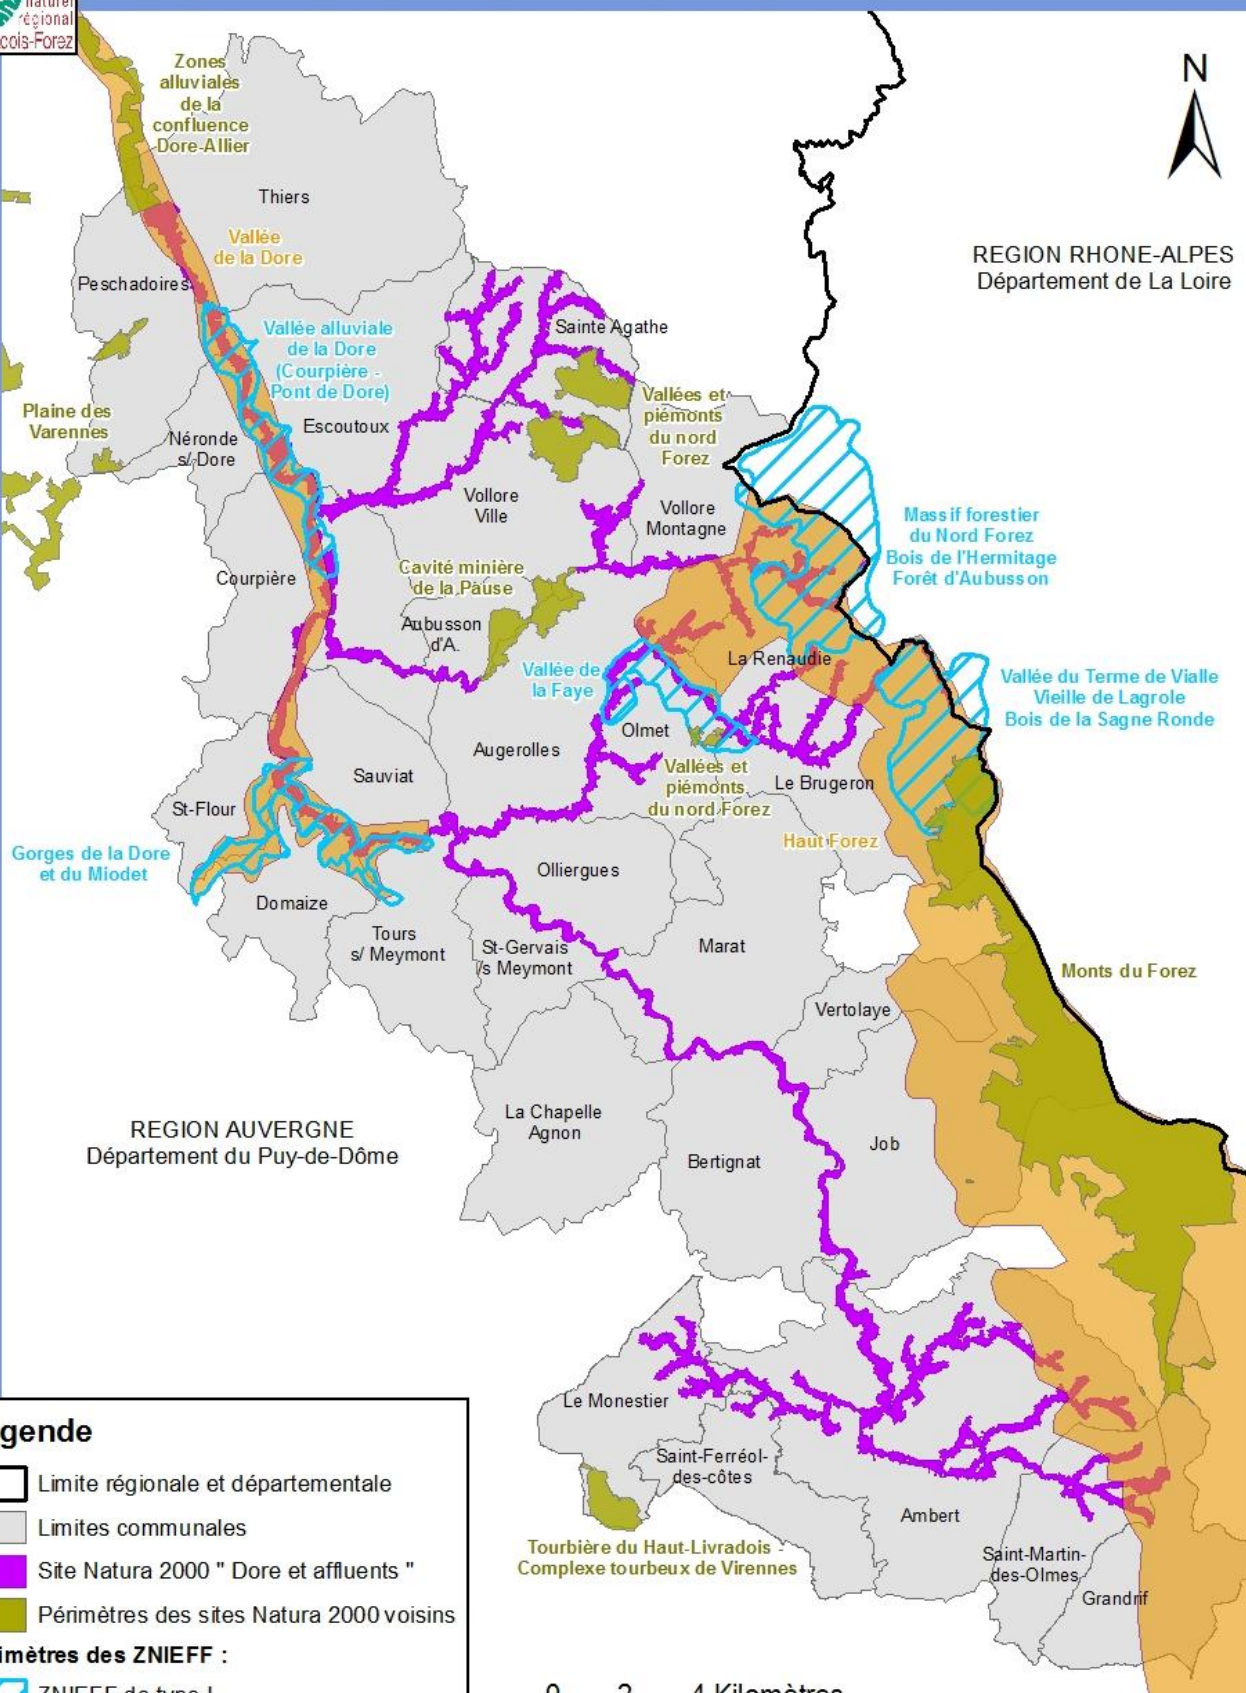 naturel
régional
Zones
alluviales
de la
confluence
Dore-Allier
N
Thiers
REGION RHONE-ALPES
Département de La Loire
Vallée
de la Dore
Peschadoires
Vallée alluviale
de la Dore
(Courpière -
Pont de Dore)
Sainte Agathe
Plaine des
Varennes
Néronde
s/ Dore
Escoutoux
Vallées et
piémonts
du nord
Forez
Vollore
Ville
Vollore
Montagne
Massif forestier
du Nord Forez
Bois de l'Hermitage
Forêt d'Aubusson
Courpière
Cavité minière
de la Pause
Aubusson
d'A.
Vallée de
la Faye
La Renaudie
Vallée du Terme de Vialle
Vieille de Lagrole
Bois de la Sagne Ronde
Olmet
Augerolles
Sauviat
Vallées et
piémonts
du nord Forez
Le Brugeron
St-Flour
Haut Forez
Gorges de la Dore
et du Miodet
Olliergues
Domaize
Tours
s/ Meymont
St-Gervais
/s Meymont
Marat
Monts du Forez
Vertolaye
REGION AUVERGNE
Département du Puy-de-Dôme
La Chapelle
Agnon
Bertignat
Job
Le Monestier
Saint-Ferréol-
des-côtes
Ambert
Tourbière du Haut-Livradois -
Complexe tourbeux de Virennes
Saint-Martin-
des-Olmes
Grandrif
gende
Limite régionale et départementale
Limites communales
Site Natura 2000 " Dore et affluents "
Périmètres des sites Natura 2000 voisins
imètres des ZNIEFF :
ZNIEFF de type I
0 2 4 Kilomètres